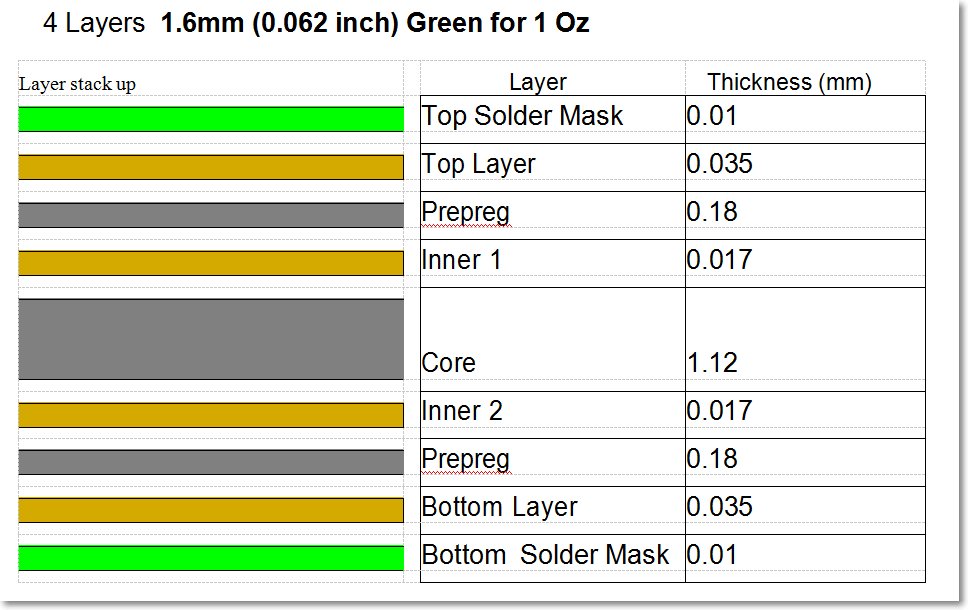 4 Layers 1.6mm (0.062 inch) Green for 1 Oz
Layer stack up Layer Thickness (mm)
Top Solder Mask 0.01
Top Layer 0.035
Prepreg 0.18
Inner 1 0.017
Core 1.12
Inner 2 0.017
Prepreg 0.18
Bottom Layer 0.035
Bottom Solder Mask 0.01